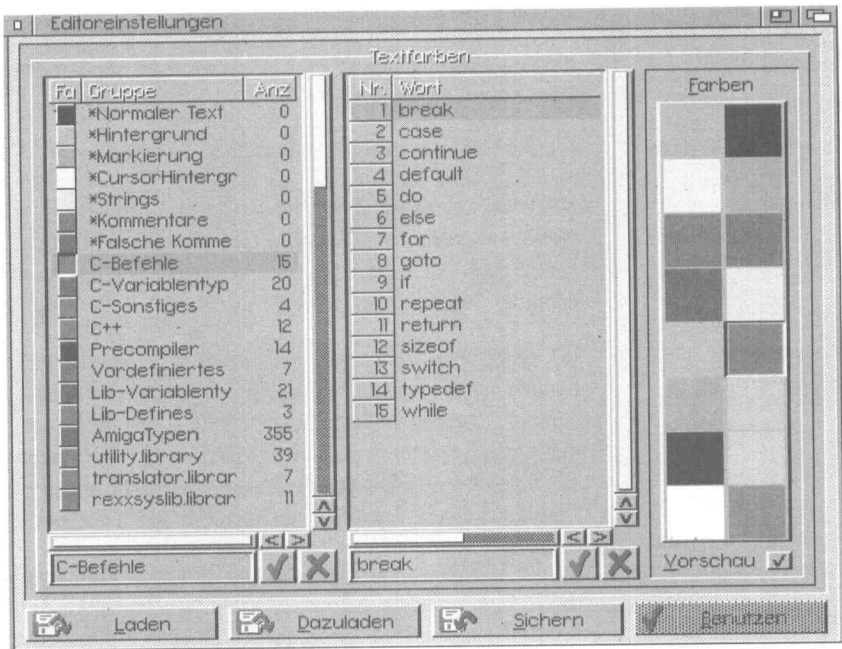 Editoreinstellungen
Textfarben
Fa Gruppe Anz
*Normaler Text 0
*Hintergrund 0
*Markierung 0
*CursorHintergr 0
*Strings 0
*Kommentare 0
*Falsche Komme 0
C-Befehle 15
C-Variablentyp 20
C-Sonstiges 4
C++ 12
Precompiler 14
Vordefiniertes 7
Lib-Variablenty 21
Lib-Defines 3
AmigaTypen 355
utility.library 39
translator.librar 7
rexxsyslib.librar 11
C-Befehle
Nr. Wort
1 break
2 case
3 continue
4 default
5 do
6 else
7 for
8 goto
9 if
10 repeat
11 return
12 sizeof
13 switch
14 typedef
15 while
break
Farben
Vorschau
Laden Dazuladen Sichern Benutzen